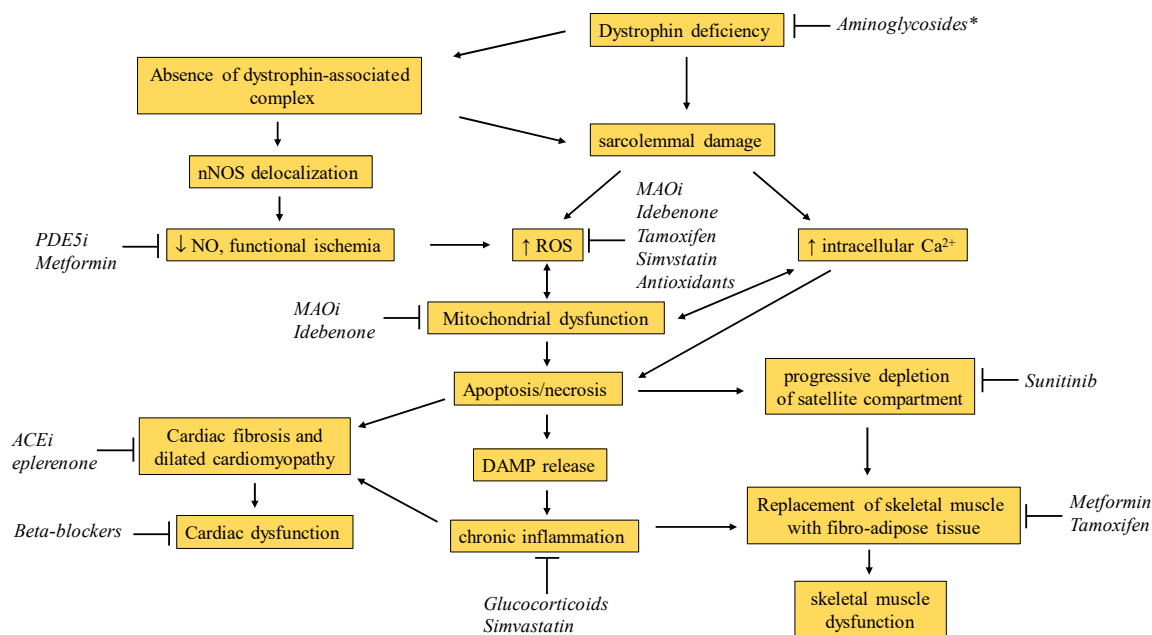 Dystrophin deficiency
Aminoglycosides*
Absence of dystrophin-associated
complex
sarcolemmal damage
nNOS delocalization
MAOi
Idebenone
Tamoxifen
Simvstatin
Antioxidants
PDE5i
Metformin
↓ NO, functional ischemia
↑ ROS
↑ intracellular Ca²⁺
MAOi
Idebenone
Mitochondrial dysfunction
Apoptosis/necrosis
progressive depletion
of satellite compartment
Sunitinib
ACEi
eplerenone
Cardiac fibrosis and
dilated cardiomyopathy
DAMP release
Beta-blockers
Cardiac dysfunction
chronic inflammation
Replacement of skeletal muscle
with fibro-adipose tissue
Metformin
Tamoxifen
Glucocorticoids
Simvastatin
skeletal muscle
dysfunction